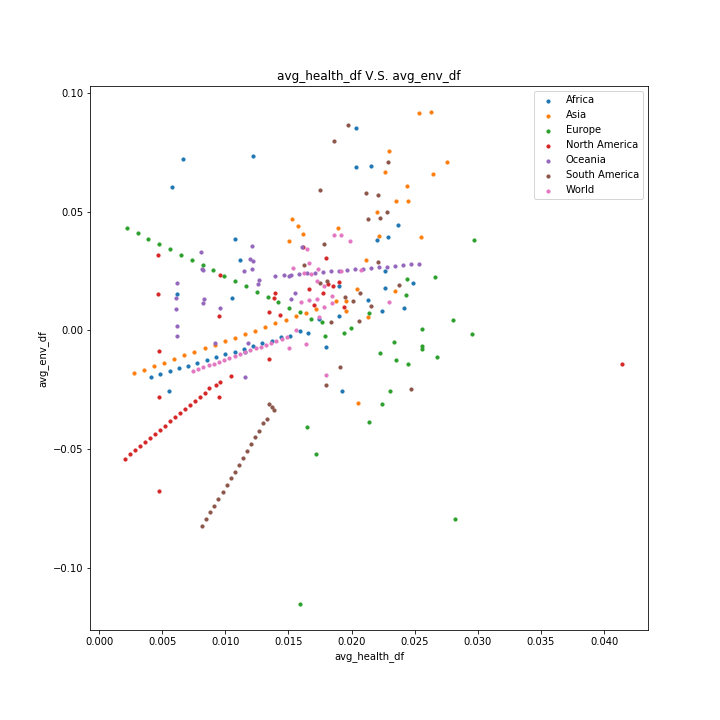 avg_health_df V.S. avg_env_df
Africa
Asia
Europe
North America
Oceania
South America
World
0.10
0.05
0.00
−0.05
−0.10
avg_env_df
0.000
0.005
0.010
0.015
0.020
0.025
0.030
0.035
0.040
avg_health_df